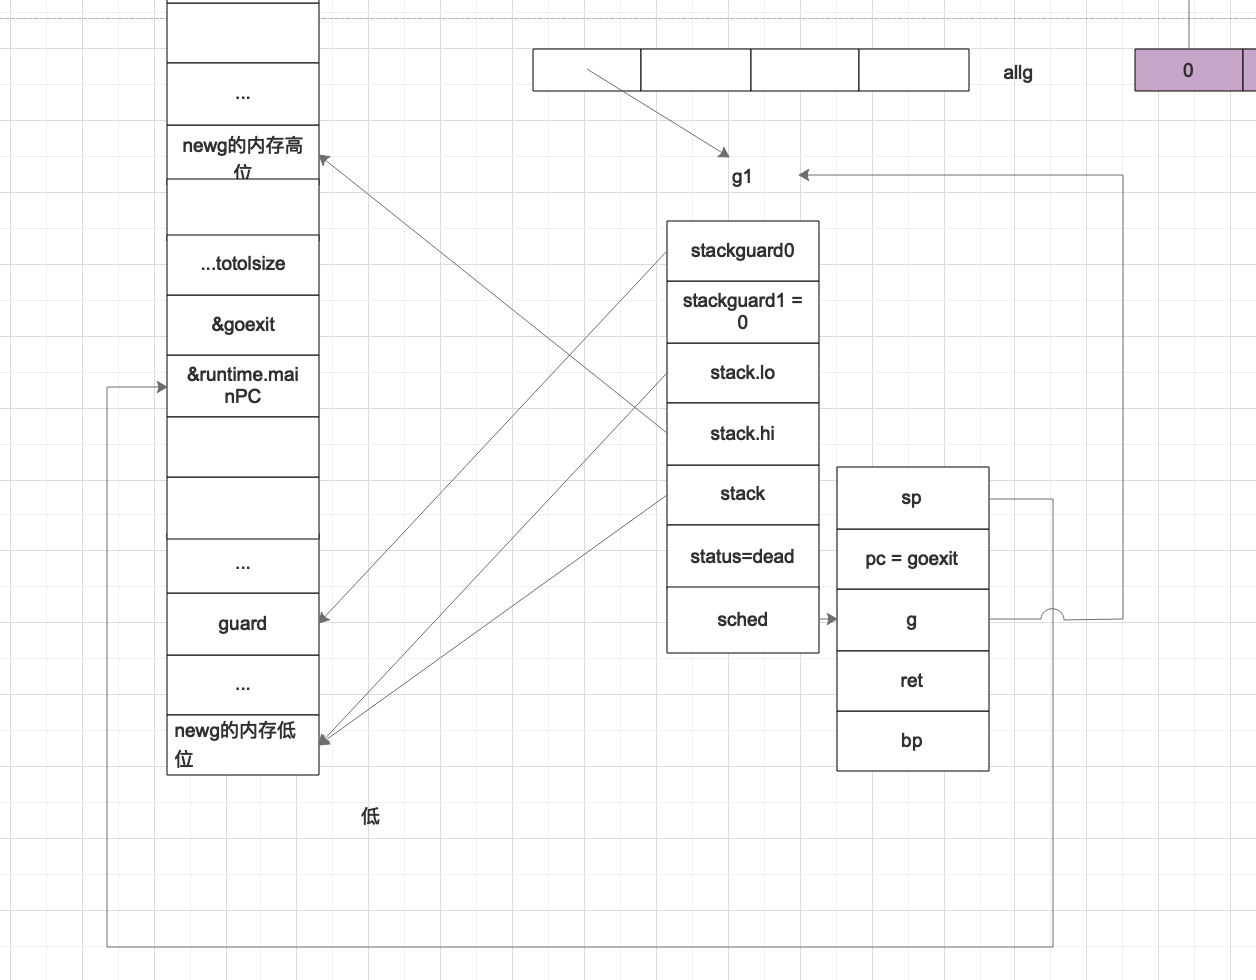 ...
newg的内存高
位
...totolsize
&goexit
&runtime.mai
nPC
...
guard
...
newg的内存低
位
低
allg
0
g1
stackguard0
stackguard1 =
0
stack.lo
stack.hi
stack
status=dead
sched
sp
pc = goexit
g
ret
bp